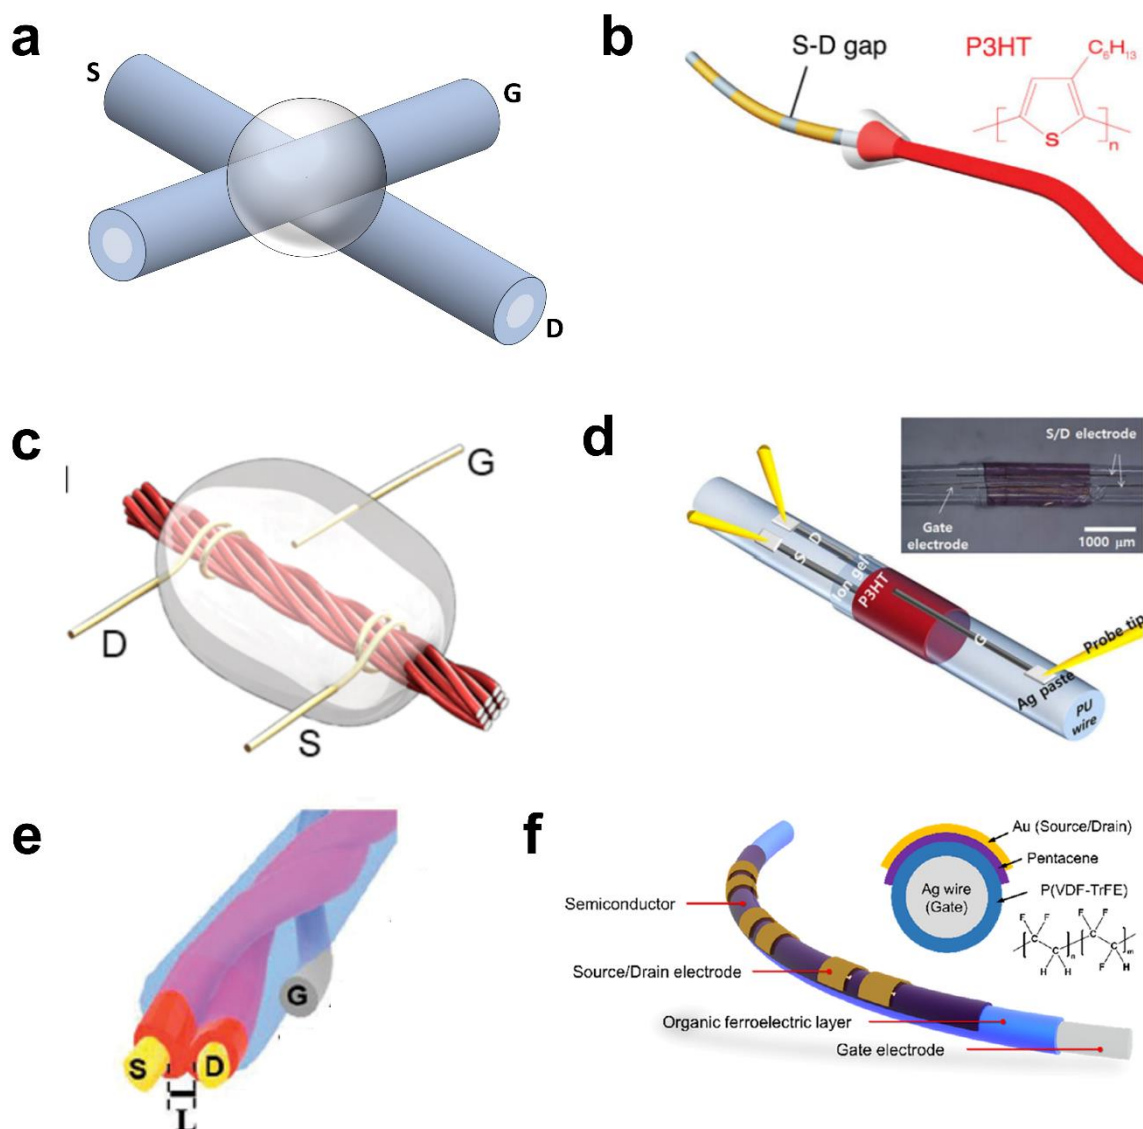 a
S
G
D
b
S-D gap
P3HT
C₆H₁₃
S
n
c
G
D
S
d
S/D electrode
Gate
electrode
1000 μm
D
S
Ion gel
P3HT
G
Probe tip
Ag paste
PU
wire
e
G
S
D
L
f
Au (Source/Drain)
Pentacene
Ag wire
(Gate)
P(VDF-TrFE)
Semiconductor
Source/Drain electrode
Organic ferroelectric layer
Gate electrode
F F F F
C C C C
n m
H H F H